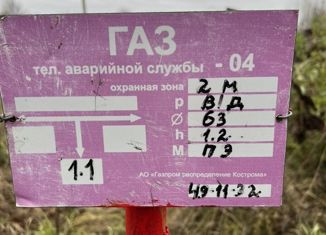 ГАЗ
тел. аварийной службы - 04
охранная зона 2 М
P В/Д
Ø 63
h 1.2.
М ПЭ
1.1
АО «Газпром распределение Кострома»
49-11-32.